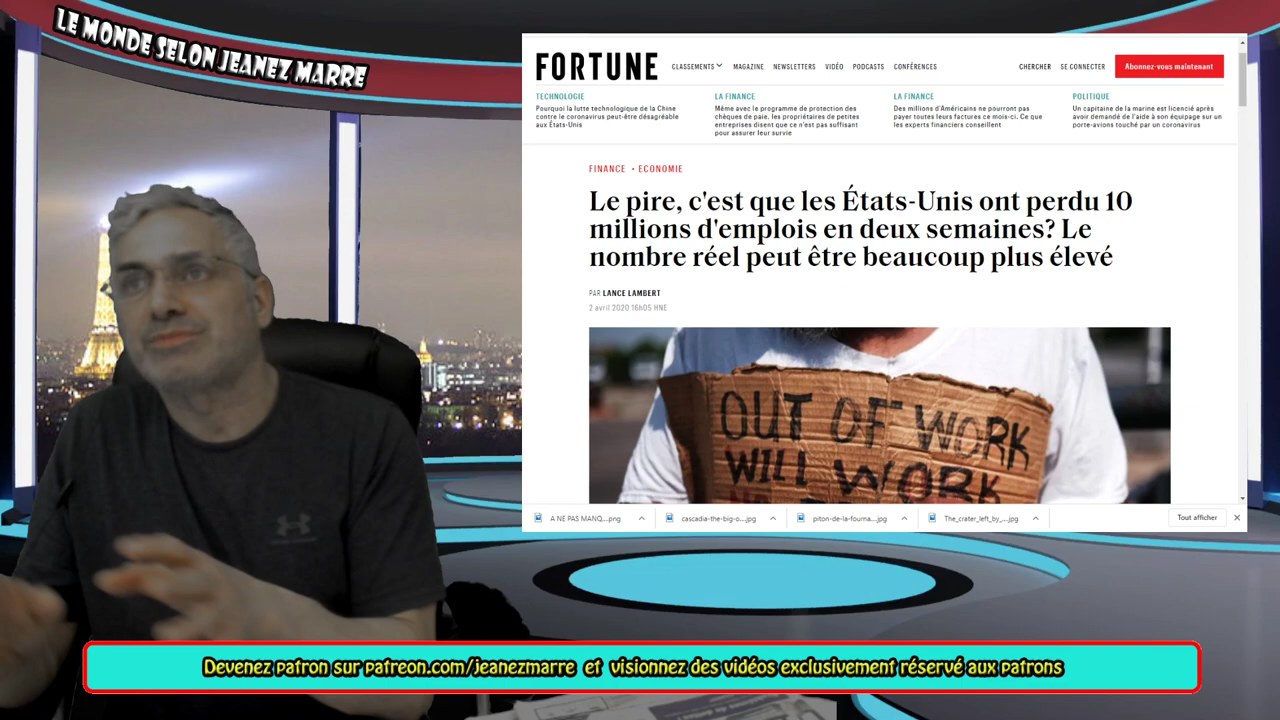 LE MONDE SELON JEANEZ MARRE
FORTUNE
CLASSEMENTS MAGAZINE NEWSLETTERS VIDÉO PODCASTS CONFÉRENCES CHERCHER SE CONNECTER Abonnez-vous maintenant
TECHNOLOGIE
Pourquoi la lutte technologique de la Chine
contre le coronavirus peut-être désagréable
aux États-Unis
LA FINANCE
Même avec le programme de protection des
chèques de paie, les propriétaires de petites
entreprises disent que ce n'est pas suffisant
pour assurer leur survie
LA FINANCE
Des millions d'Américains ne pourront pas
payer toutes leurs factures ce mois-ci. Ce que
les experts financiers conseillent
POLITIQUE
Un capitaine de la marine est licencié après
avoir demandé de l'aide à son équipage sur un
porte-avions touché par un coronavirus
FINANCE • ECONOMIE
Le pire, c'est que les États-Unis ont perdu 10
millions d'emplois en deux semaines? Le
nombre réel peut être beaucoup plus élevé
PAR LANCE LAMBERT
2 avril 2020 16h05 HNE
OUT OF WORK
WILL WORK
A NE PAS MANQ....png cascadia-the-big-o....jpg piton-de-la-fourna....jpg The_crater_left_by_....jpg Tout afficher
Devenez patron sur patreon.com/jeanezmarre et visionnez des vidéos exclusivement réservé aux patrons